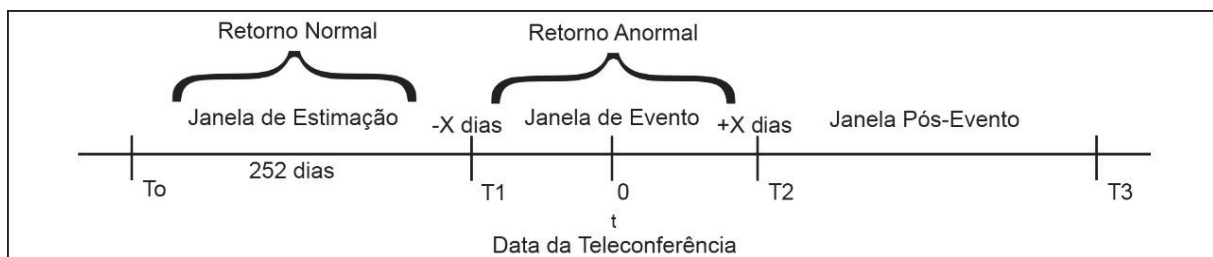 Retorno Normal Retorno Anormal
Janela de Estimação -X dias Janela de Evento +X dias Janela Pós-Evento
252 dias
To T1 0 T2 T3
t
Data da Teleconferência